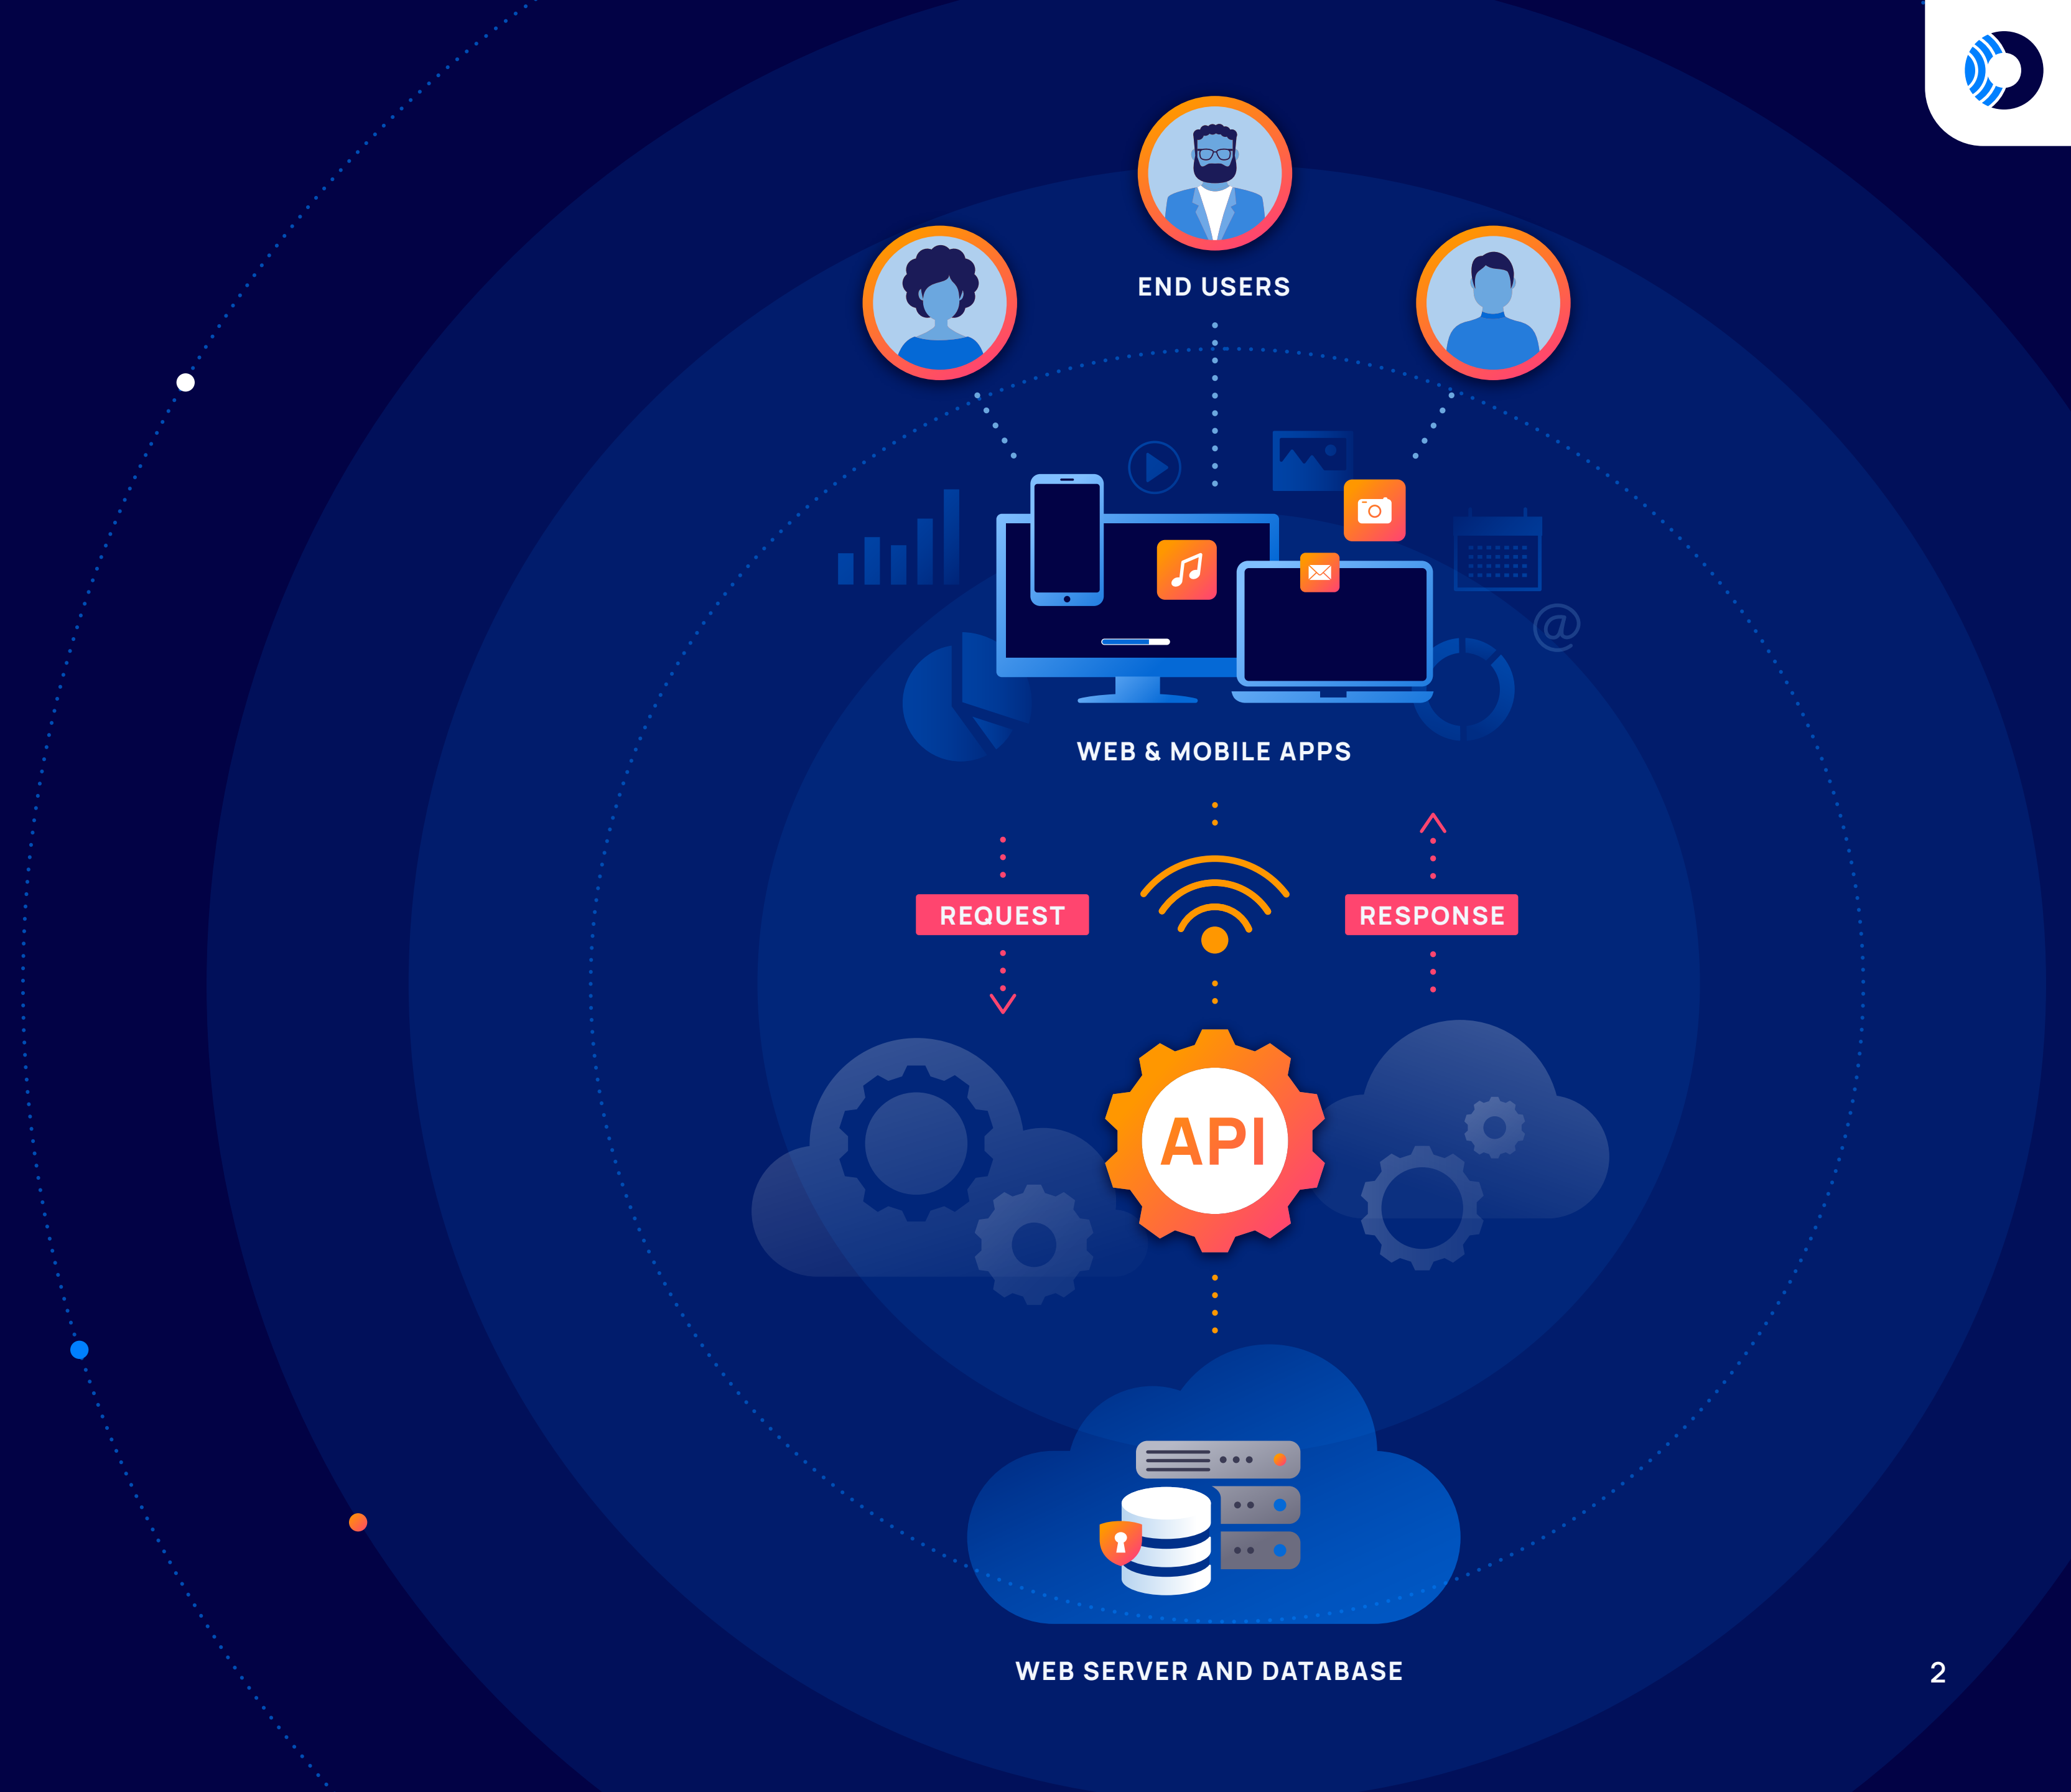 END USERS
WEB & MOBILE APPS
REQUEST
RESPONSE
@
API
WEB SERVER AND DATABASE
2